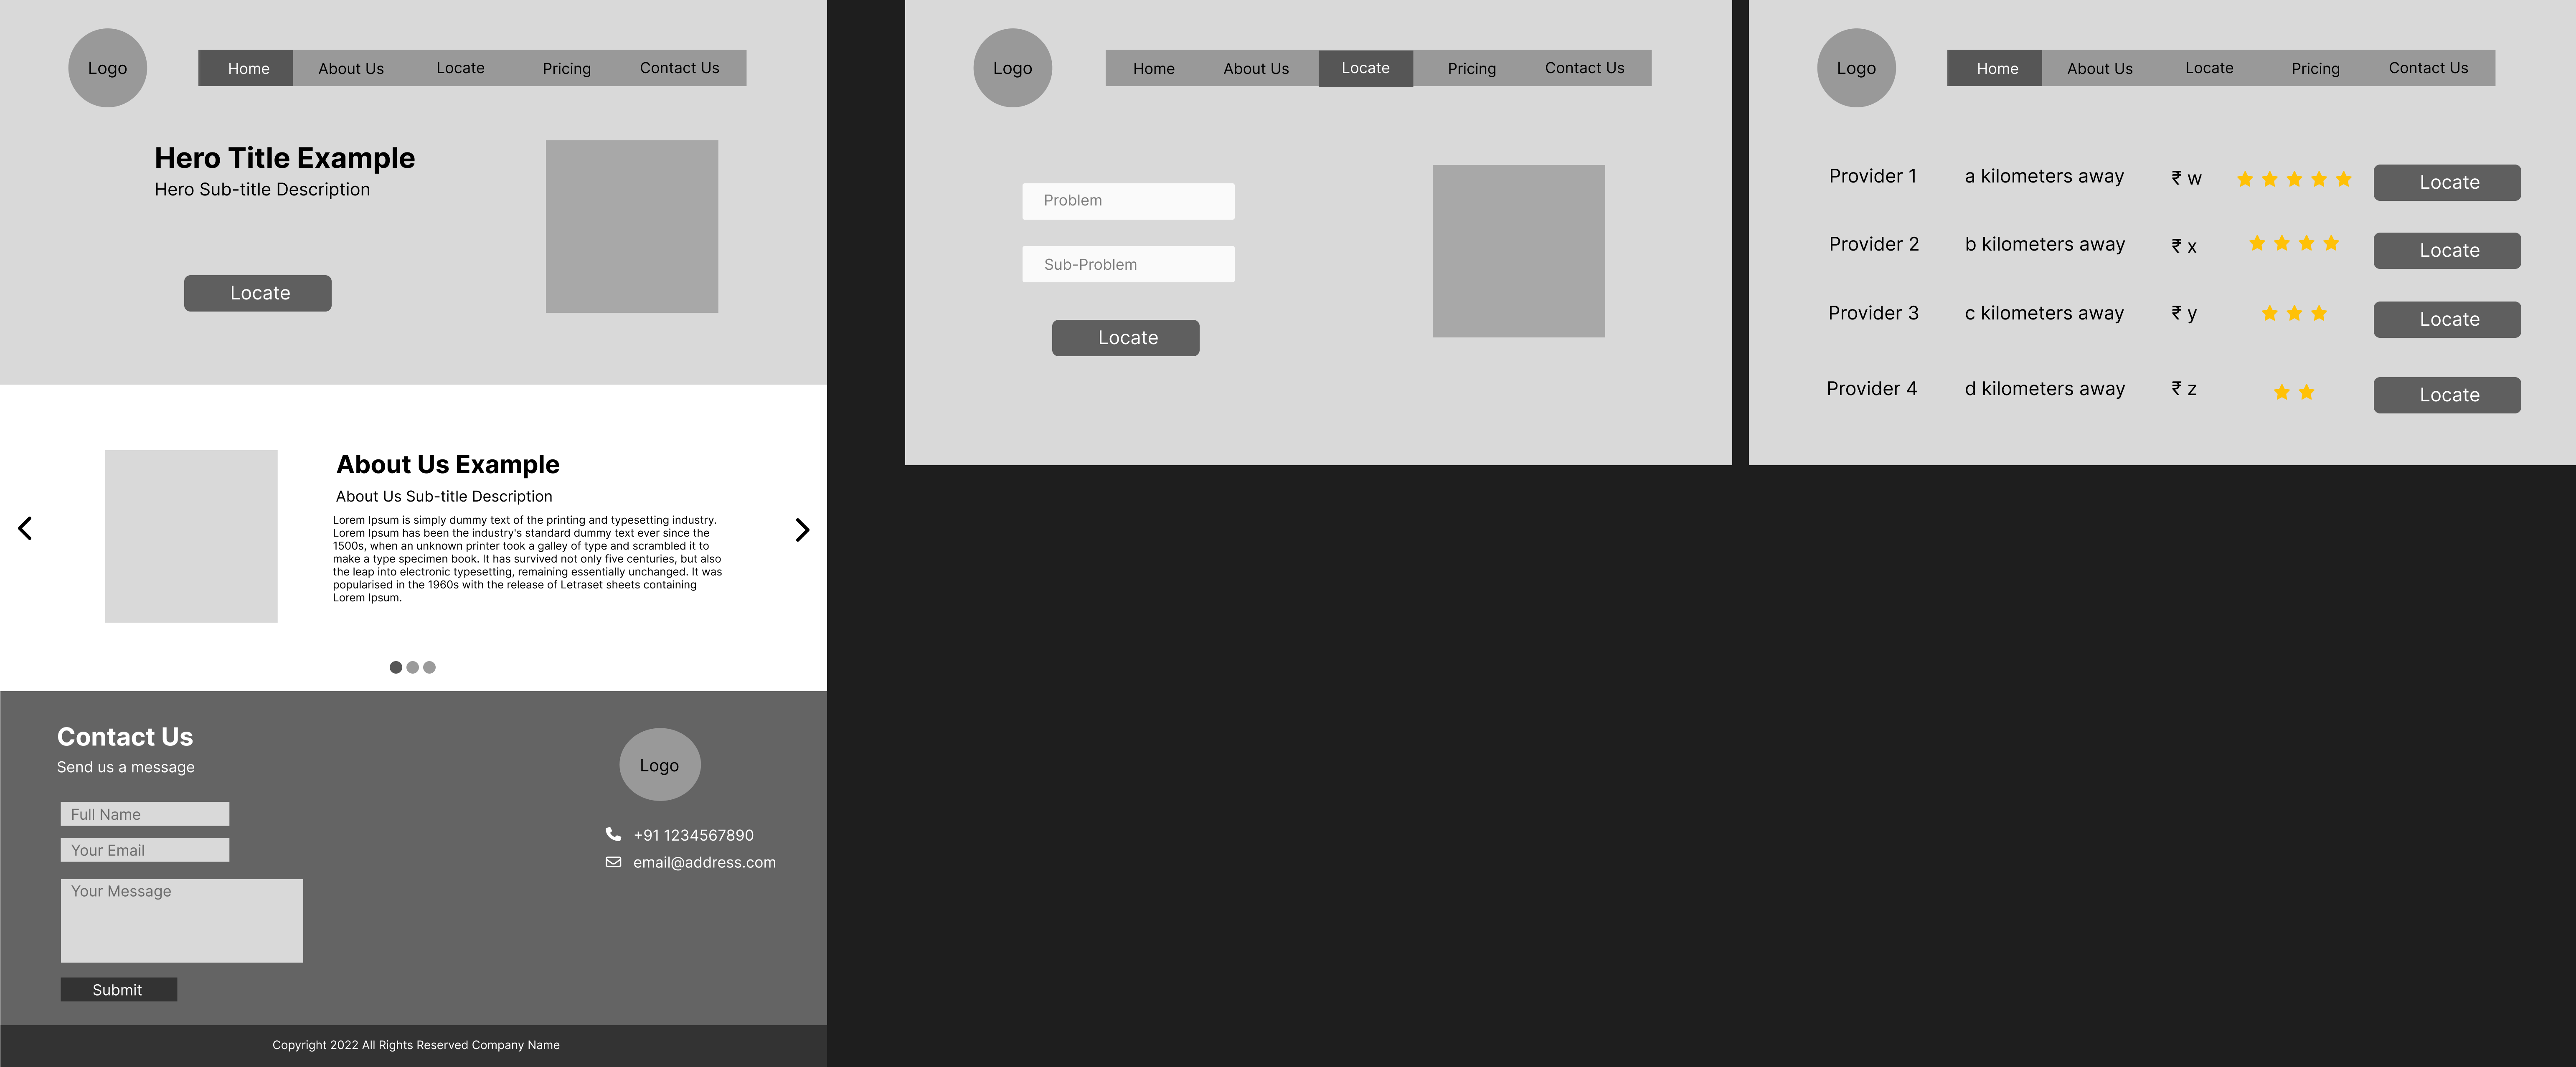 Logo
Home About Us Locate Pricing Contact Us
Hero Title Example
Hero Sub-title Description
Locate
About Us Example
About Us Sub-title Description
Lorem Ipsum is simply dummy text of the printing and typesetting industry.
Lorem Ipsum has been the industry's standard dummy text ever since the
1500s, when an unknown printer took a galley of type and scrambled it to
make a type specimen book. It has survived not only five centuries, but also
the leap into electronic typesetting, remaining essentially unchanged. It was
popularised in the 1960s with the release of Letraset sheets containing
Lorem Ipsum.
Contact Us
Send us a message
Full Name
Your Email
Your Message
Submit
Logo
+91 1234567890
email@address.com
Copyright 2022 All Rights Reserved Company Name
Logo
Home About Us Locate Pricing Contact Us
Problem
Sub-Problem
Locate
Logo
Home About Us Locate Pricing Contact Us
Provider 1 a kilometers away ₹ w Locate
Provider 2 b kilometers away ₹ x Locate
Provider 3 c kilometers away ₹ y Locate
Provider 4 d kilometers away ₹ z Locate